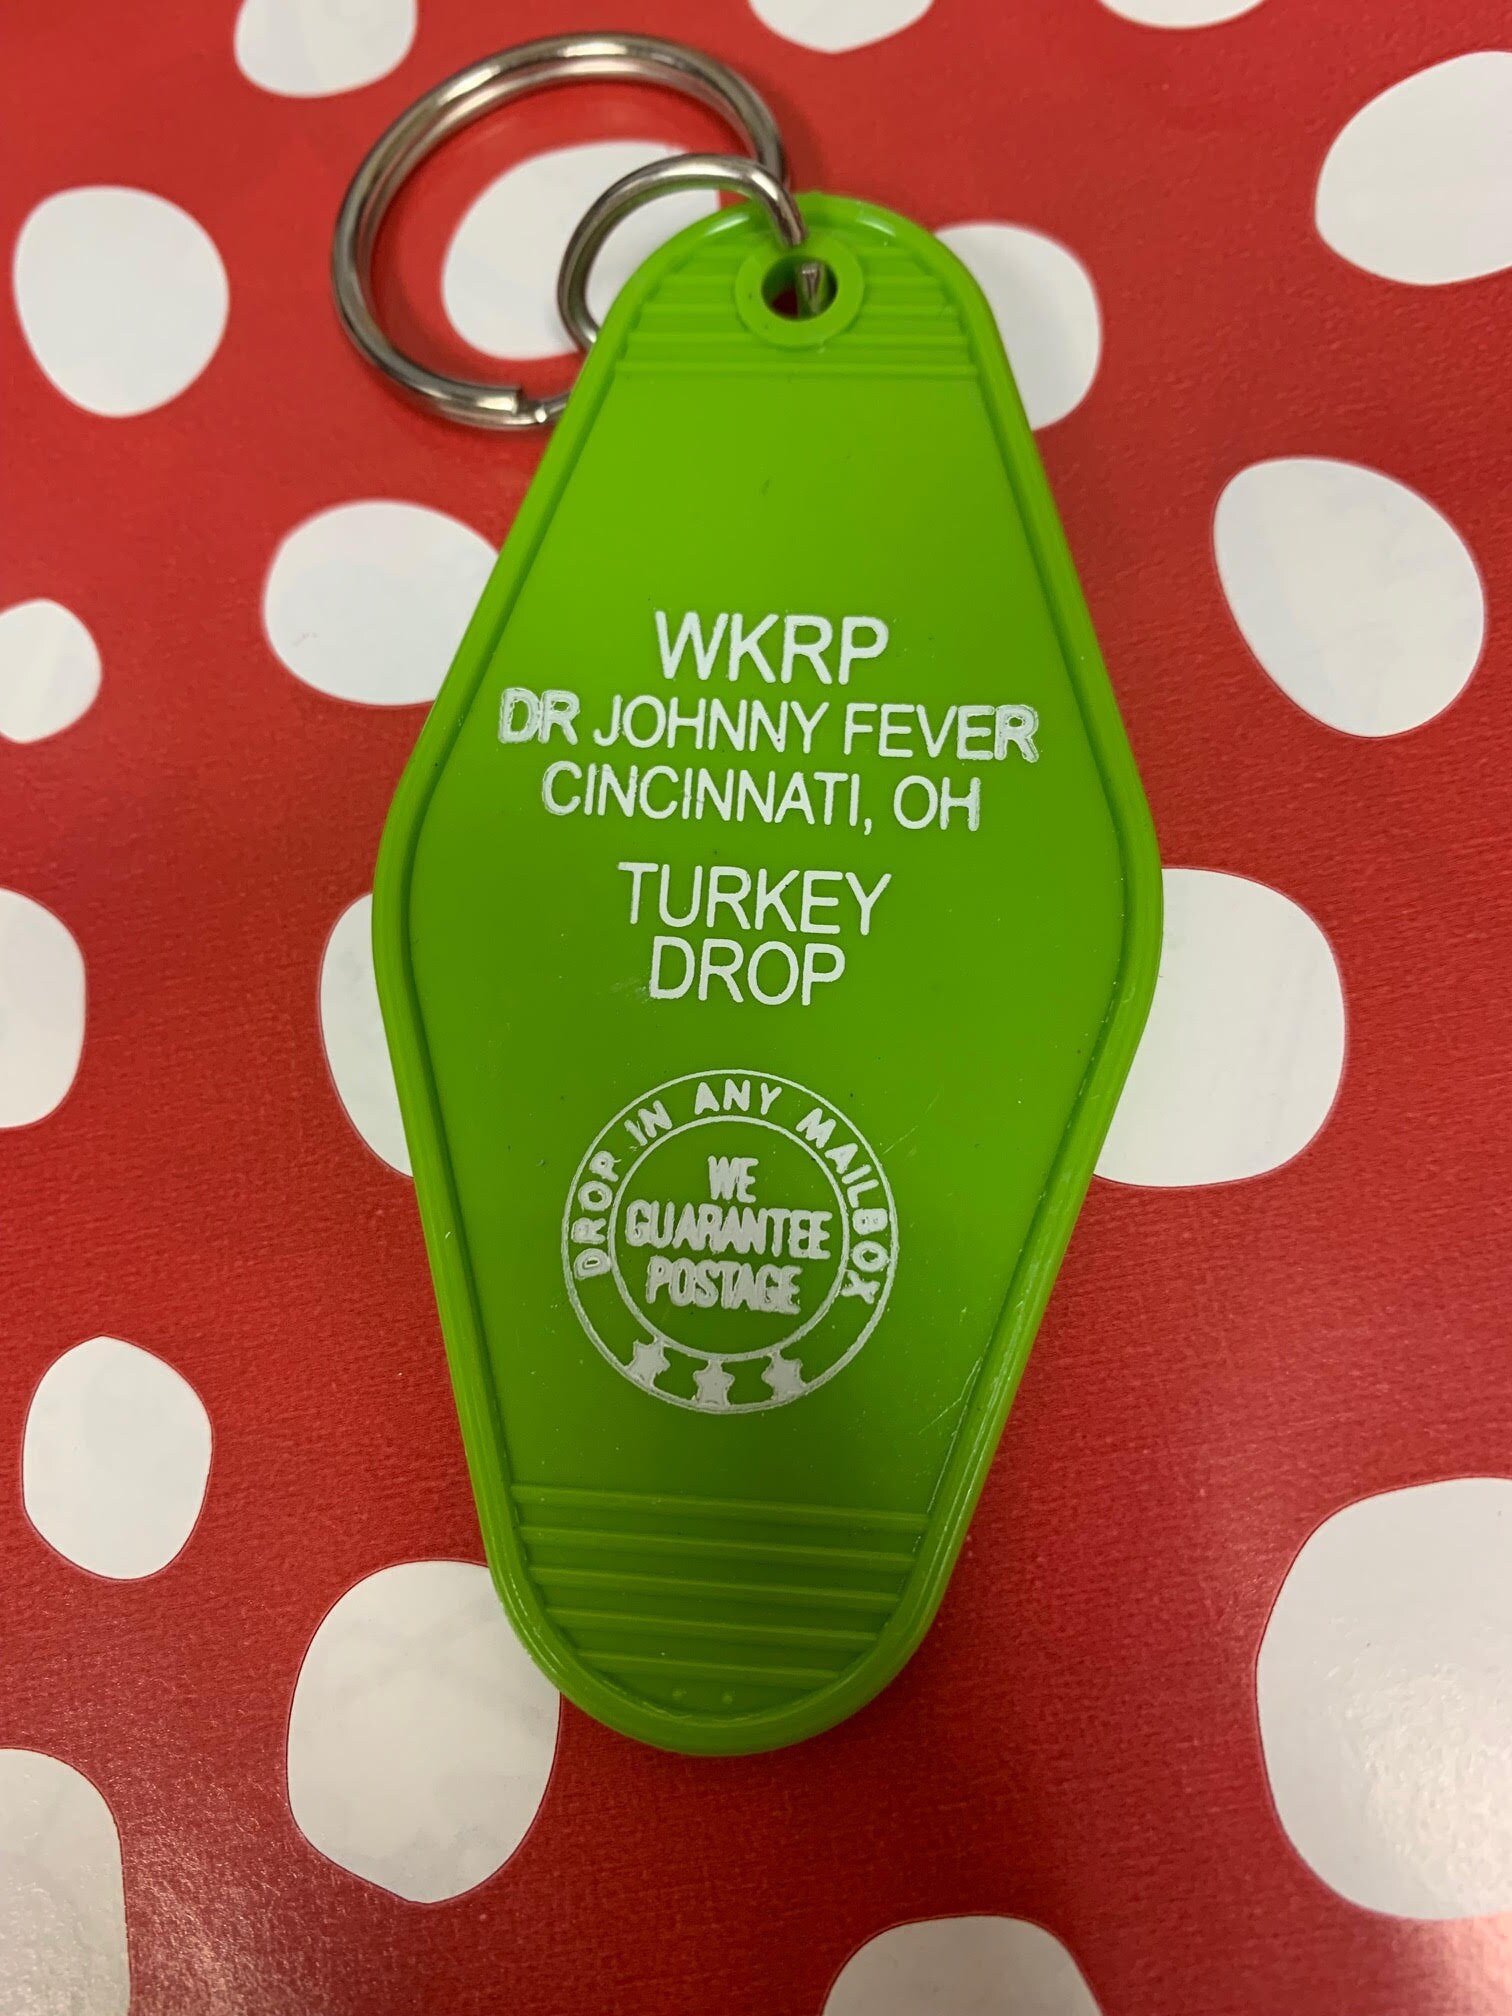 WKRP
DR JOHNNY FEVER
CINCINNATI, OH
TURKEY
DROP
DROP IN ANY MAILBOX
WE
GUARANTEE
POSTAGE